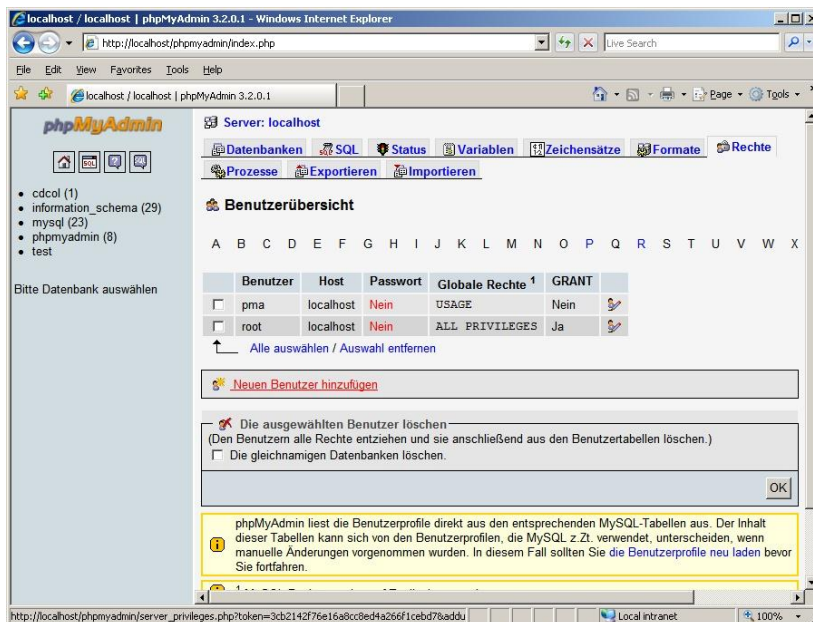 localhost / localhost | phpMyAdmin 3.2.0.1 - Windows Internet Explorer
http://localhost/phpmyadmin/index.php
Live Search
File Edit View Favorites Tools Help
localhost / localhost | phpMyAdmin 3.2.0.1
Page Tools
phpMyAdmin
SQL
cdcol (1)
information_schema (29)
mysql (23)
phpmyadmin (8)
test
Bitte Datenbank auswählen
Server: localhost
Datenbanken SQL Status Variablen Zeichensätze Formate Rechte
Prozesse Exportieren Importieren
Benutzerübersicht
A B C D E F G H I J K L M N O P Q R S T U V W X
Benutzer Host Passwort Globale Rechte 1 GRANT
pma localhost Nein USAGE Nein
root localhost Nein ALL PRIVILEGES Ja
Alle auswählen / Auswahl entfernen
Neuen Benutzer hinzufügen
Die ausgewählten Benutzer löschen
(Den Benutzern alle Rechte entziehen und sie anschließend aus den Benutzertabellen löschen.)
Die gleichnamigen Datenbanken löschen.
OK
phpMyAdmin liest die Benutzerprofile direkt aus den entsprechenden MySQL-Tabellen aus. Der Inhalt
dieser Tabellen kann sich von den Benutzerprofilen, die MySQL z.Zt. verwendet, unterscheiden, wenn
manuelle Änderungen vorgenommen wurden. In diesem Fall sollten Sie die Benutzerprofile neu laden bevor
Sie fortfahren.
http://localhost/phpmyadmin/server_privileges.php?token=3cb2142f76e16a8cc8ed4a266f1cebd7&addu
Local intranet
100%